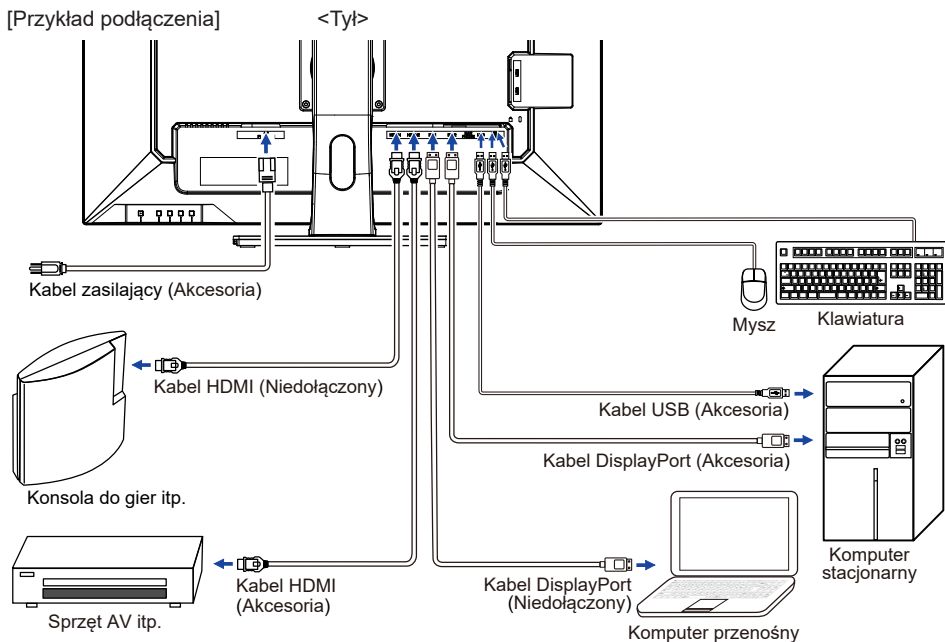 [Przykład podłączenia]
<Tył>
Kabel zasilający (Akcesoria)
Mysz
Klawiatura
Kabel HDMI (Niedołączony)
Kabel USB (Akcesoria)
Kabel DisplayPort (Akcesoria)
Konsola do gier itp.
Kabel HDMI
(Akcesoria)
Kabel DisplayPort
(Niedołączony)
Komputer
stacjonarny
Sprzęt AV itp.
Komputer przenośny